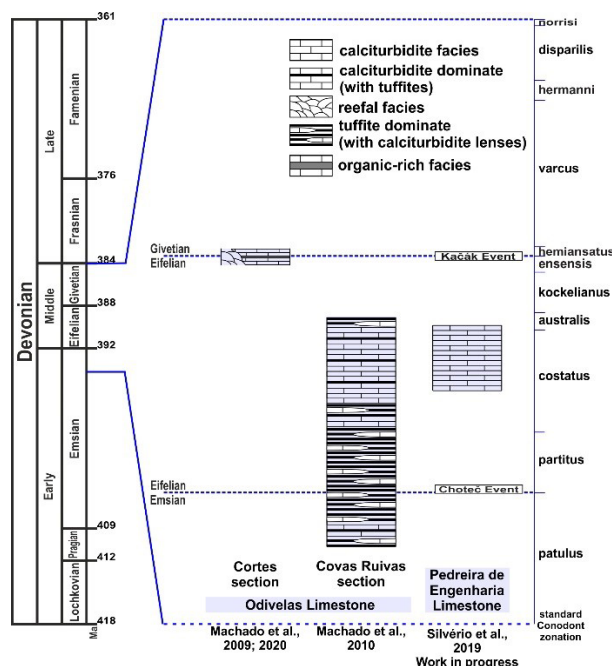 361
norrisi
calciturbidite facies
disparilis
calciturbidite dominate
(with tuffites)
hermanni
reefal facies
tuffite dominate
(with calciturbidite lenses)
organic-rich facies
varcus
Famenian
Late
376
Frasnian
Givetian
Eifelian
Kačák Event
hemiansatus
ensensis
384
kockelianus
Givetian
Middle
388
australis
Eifelian
392
costatus
Devonian
Emsian
partitus
Early
Eifelian
Emsian
Choteč Event
409
Pragian
patulus
412
Cortes
section
Covas Ruivas
section
Pedreira de
Engenharia
Limestone
Lochkovian
Odivelas Limestone
418
Ma
standard
Conodont
zonation
Machado et al.,
2009; 2020
Machado et al.,
2010
Silvério et al.,
2019
Work in progress